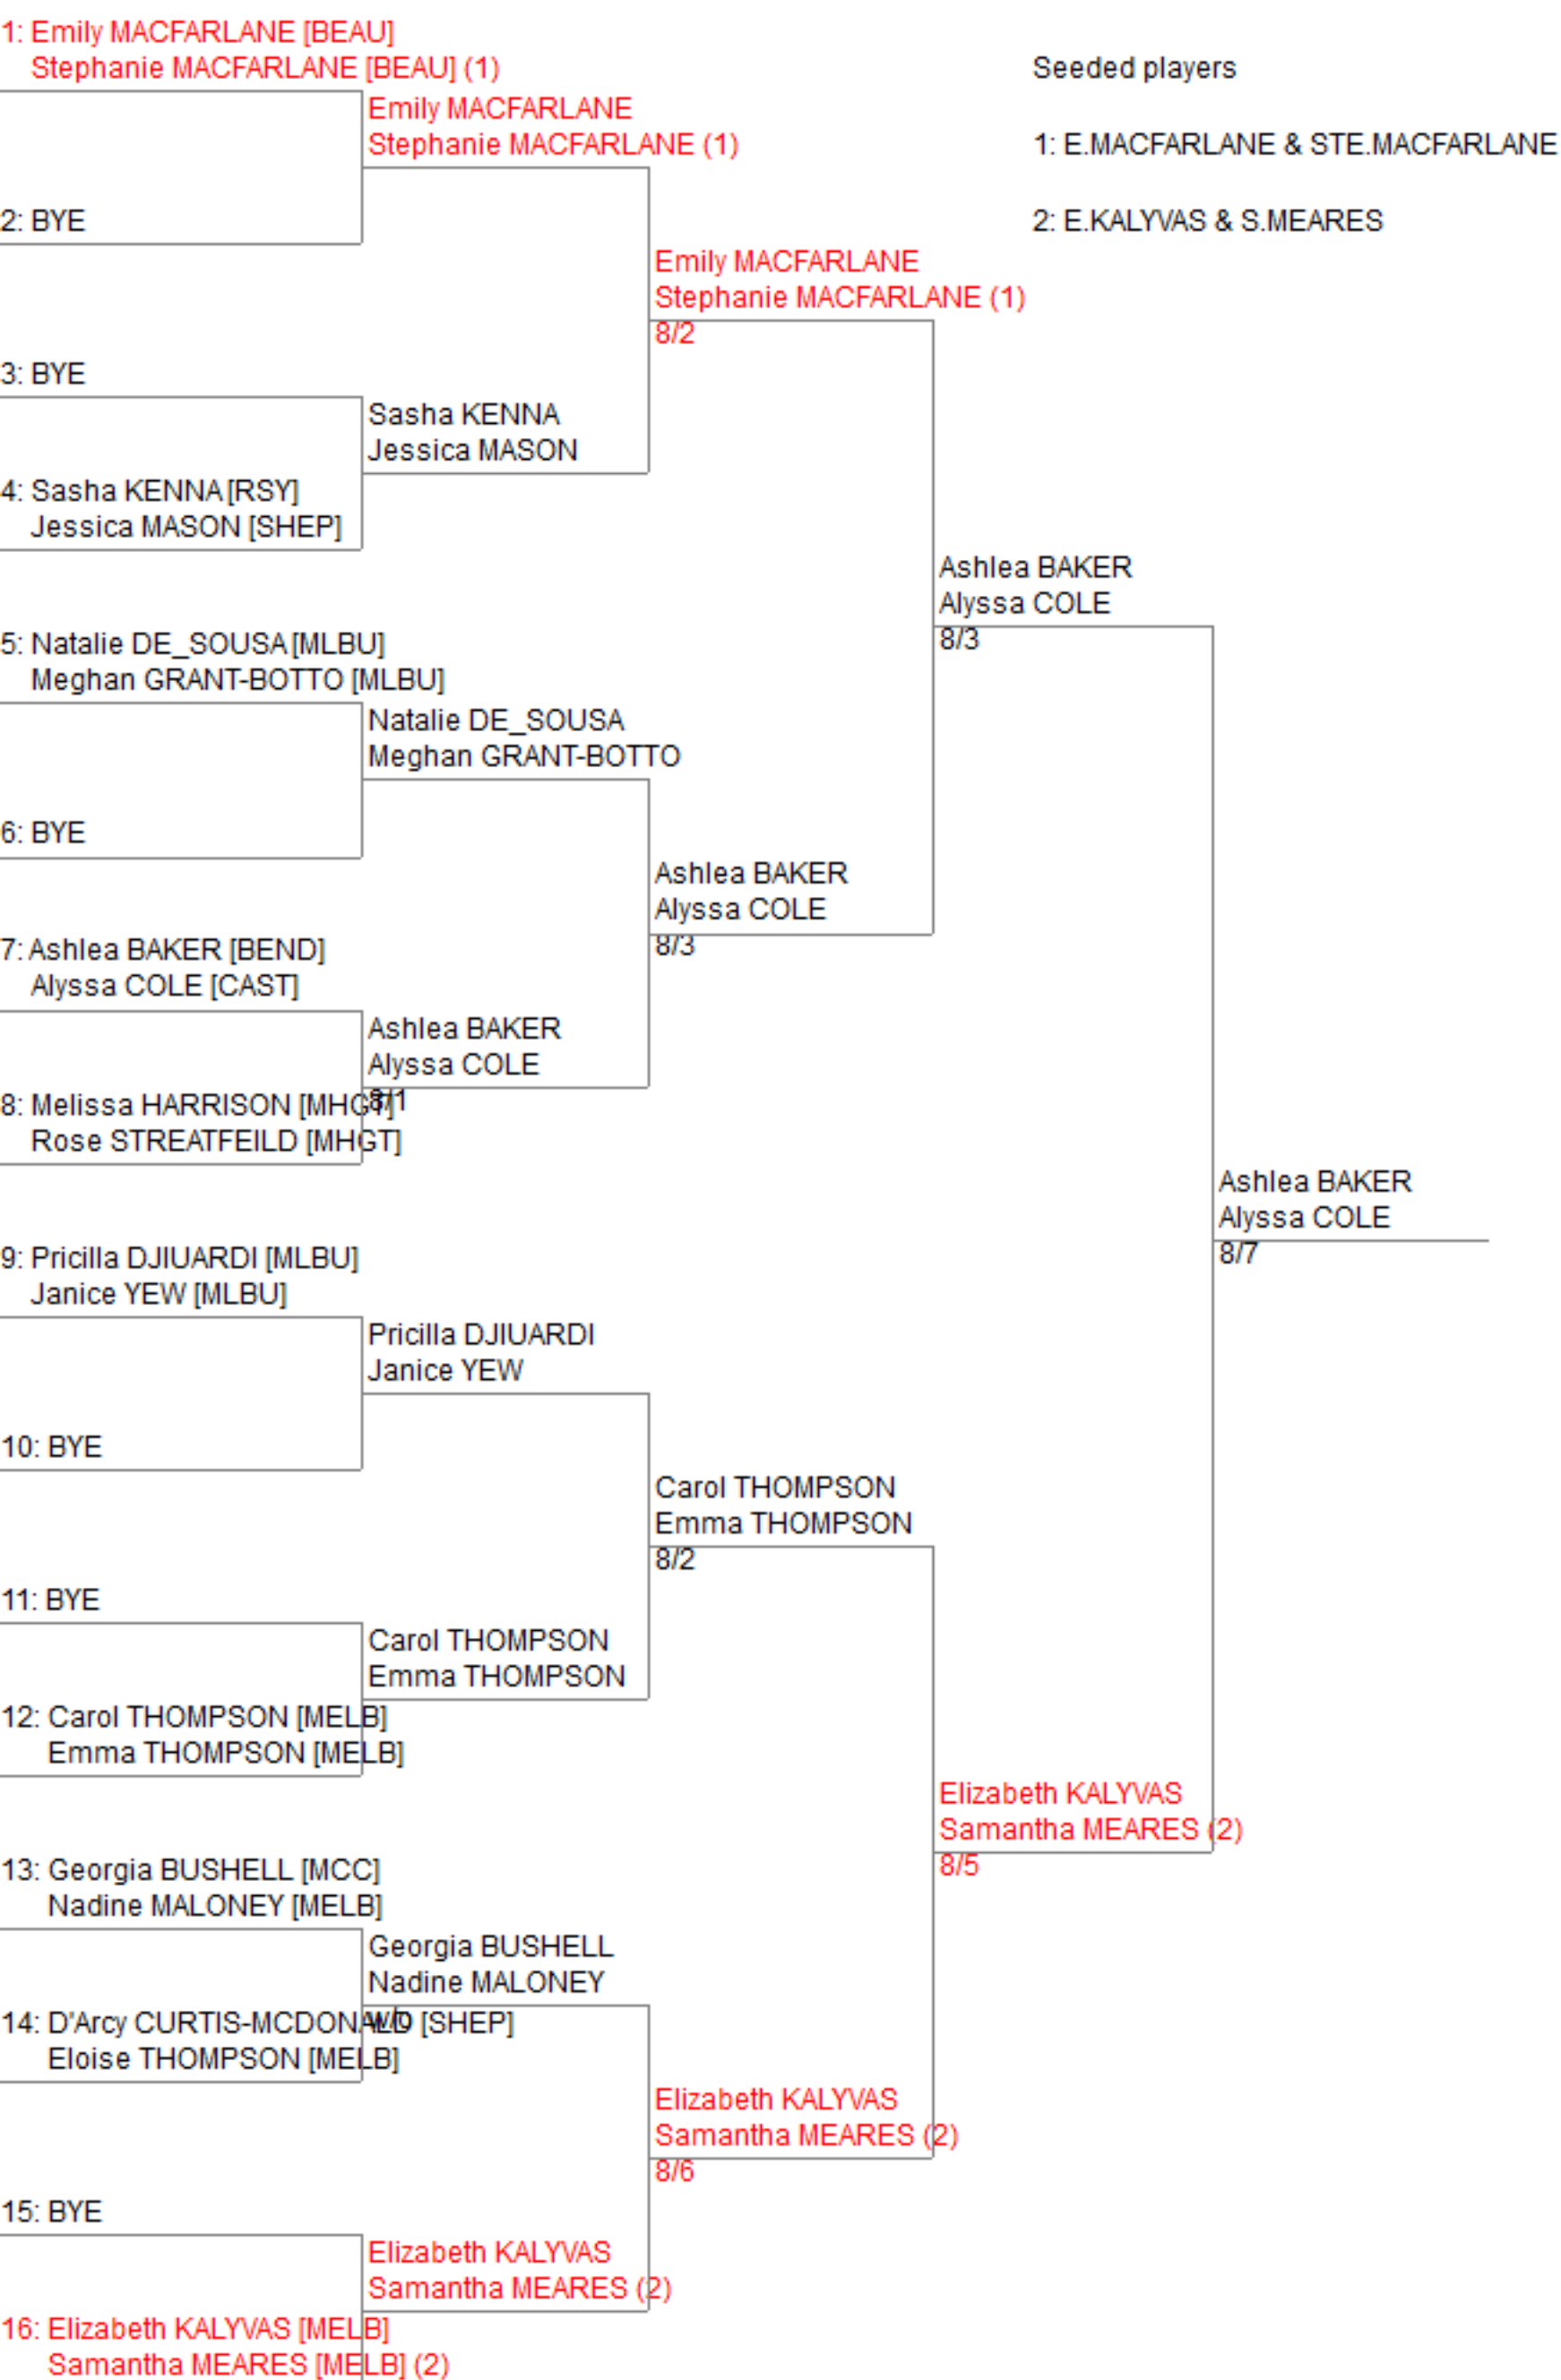 1: Emily MACFARLANE [BEAU]
Stephanie MACFARLANE [BEAU] (1)
Seeded players
Emily MACFARLANE
Stephanie MACFARLANE (1)
1: E.MACFARLANE & STE.MACFARLANE
2: BYE
2: E.KALYVAS & S.MEARES
Emily MACFARLANE
Stephanie MACFARLANE (1)
8/2
3: BYE
Sasha KENNA
Jessica MASON
4: Sasha KENNA [RSY]
Jessica MASON [SHEP]
Ashlea BAKER
Alyssa COLE
8/3
5: Natalie DE_SOUSA [MLBU]
Meghan GRANT-BOTTO [MLBU]
Natalie DE_SOUSA
Meghan GRANT-BOTTO
6: BYE
Ashlea BAKER
Alyssa COLE
8/3
7: Ashlea BAKER [BEND]
Alyssa COLE [CAST]
Ashlea BAKER
Alyssa COLE
8/1
8: Melissa HARRISON [MHGT]
Rose STREATFEILD [MHGT]
Ashlea BAKER
Alyssa COLE
8/7
9: Pricilla DJIUARDI [MLBU]
Janice YEW [MLBU]
Pricilla DJIUARDI
Janice YEW
10: BYE
Carol THOMPSON
Emma THOMPSON
8/2
11: BYE
Carol THOMPSON
Emma THOMPSON
12: Carol THOMPSON [MELB]
Emma THOMPSON [MELB]
Elizabeth KALYVAS
Samantha MEARES (2)
8/5
13: Georgia BUSHELL [MCC]
Nadine MALONEY [MELB]
Georgia BUSHELL
Nadine MALONEY
w/o
14: D'Arcy CURTIS-MCDONALD [SHEP]
Eloise THOMPSON [MELB]
Elizabeth KALYVAS
Samantha MEARES (2)
8/6
15: BYE
Elizabeth KALYVAS
Samantha MEARES (2)
16: Elizabeth KALYVAS [MELB]
Samantha MEARES [MELB] (2)